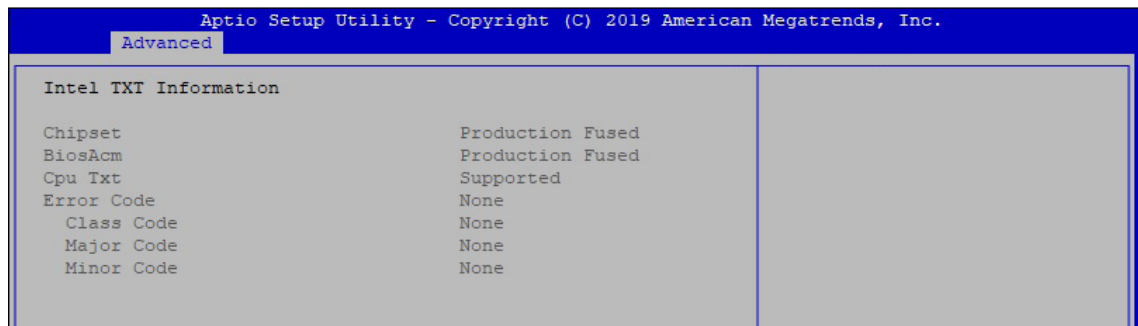 Aptio Setup Utility – Copyright (C) 2019 American Megatrends, Inc.
Advanced
Intel TXT Information
Chipset Production Fused
BiosAcm Production Fused
Cpu Txt Supported
Error Code None
Class Code None
Major Code None
Minor Code None